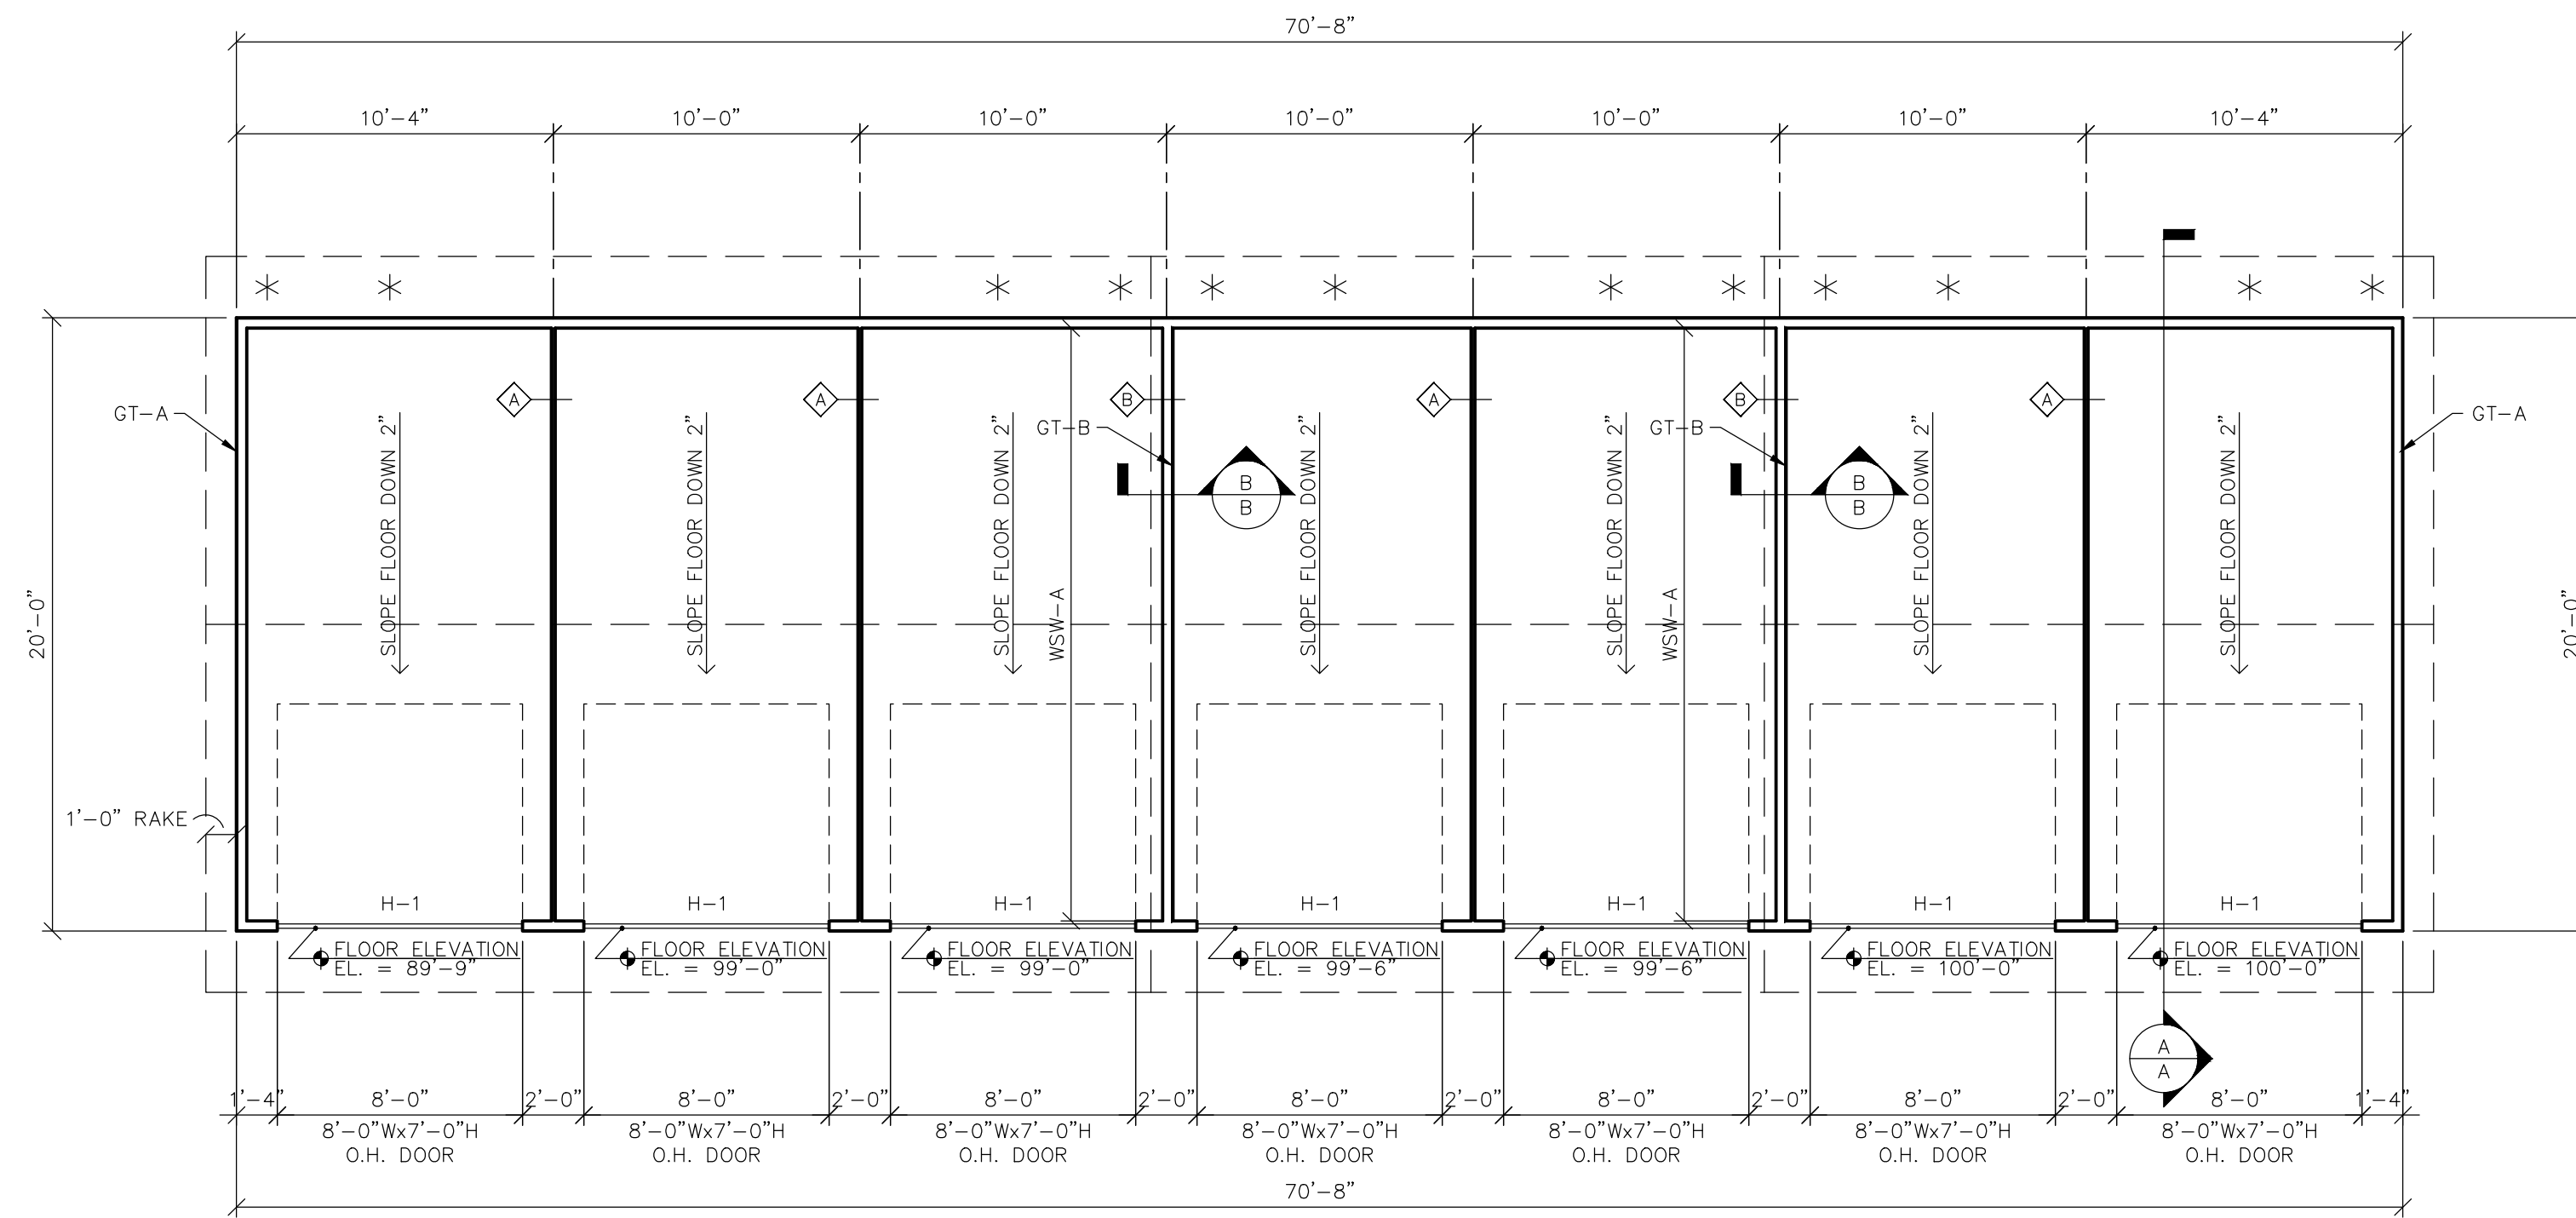 70'-8"
10'-4" 10'-0" 10'-0" 10'-0" 10'-0" 10'-0" 10'-4"
A A B A B A
GT-A GT-B GT-B GT-A
SLOPE FLOOR DOWN 2" SLOPE FLOOR DOWN 2" SLOPE FLOOR DOWN 2" SLOPE FLOOR DOWN 2" SLOPE FLOOR DOWN 2" SLOPE FLOOR DOWN 2" SLOPE FLOOR DOWN 2"
B B
B B
20'-0" WSW-A WSW-A 20'-0"
1'-0" RAKE
H-1 H-1 H-1 H-1 H-1 H-1 H-1
FLOOR ELEVATION FLOOR ELEVATION FLOOR ELEVATION FLOOR ELEVATION FLOOR ELEVATION FLOOR ELEVATION FLOOR ELEVATION
EL. = 89'-9" EL. = 99'-0" EL. = 99'-0" EL. = 99'-6" EL. = 99'-6" EL. = 100'-0" EL. = 100'-0"
A
A
1'-4" 8'-0" 2'-0" 8'-0" 2'-0" 8'-0" 2'-0" 8'-0" 2'-0" 8'-0" 2'-0" 8'-0" 2'-0" 8'-0" 1'-4"
8'-0"Wx7'-0"H 8'-0"Wx7'-0"H 8'-0"Wx7'-0"H 8'-0"Wx7'-0"H 8'-0"Wx7'-0"H 8'-0"Wx7'-0"H 8'-0"Wx7'-0"H
O.H. DOOR O.H. DOOR O.H. DOOR O.H. DOOR O.H. DOOR O.H. DOOR O.H. DOOR
70'-8"